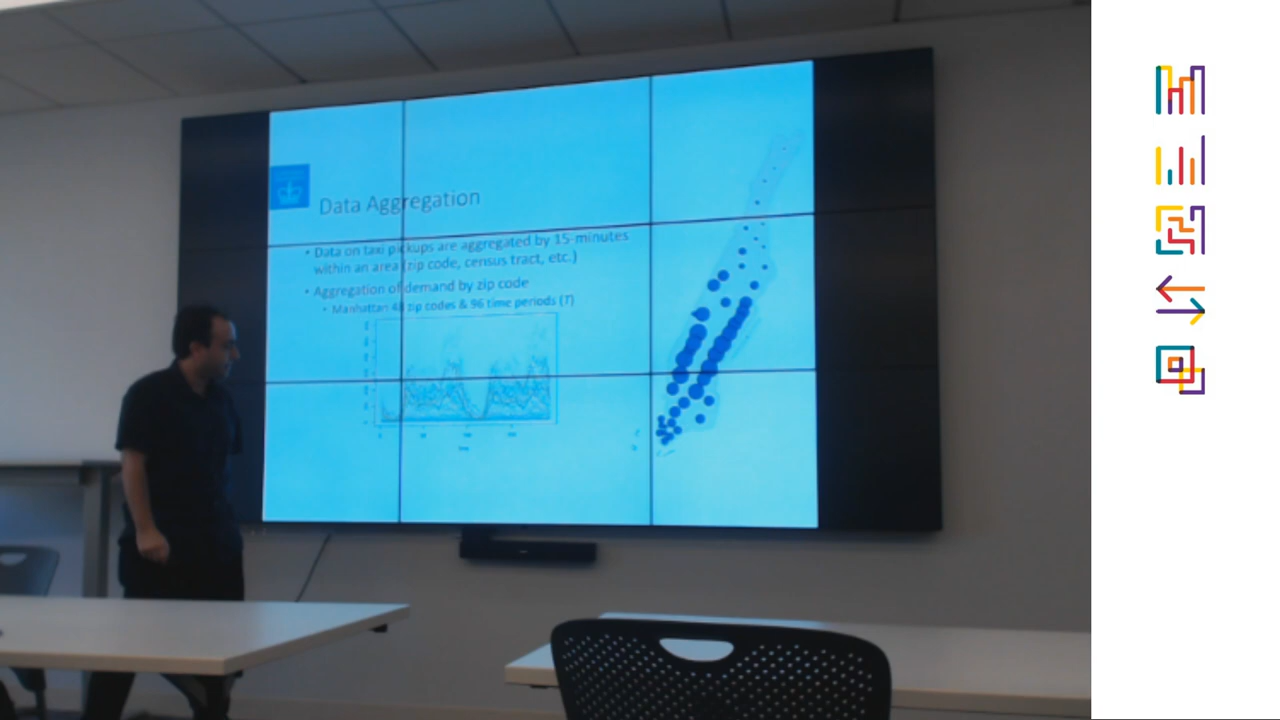 Data Aggregation
• Data on taxi pickups are aggregated by 15-minutes
within an area (zip code, census tract, etc.)
• Aggregation of demand by zip code
• Manhattan 48 zip codes & 96 time periods (T)